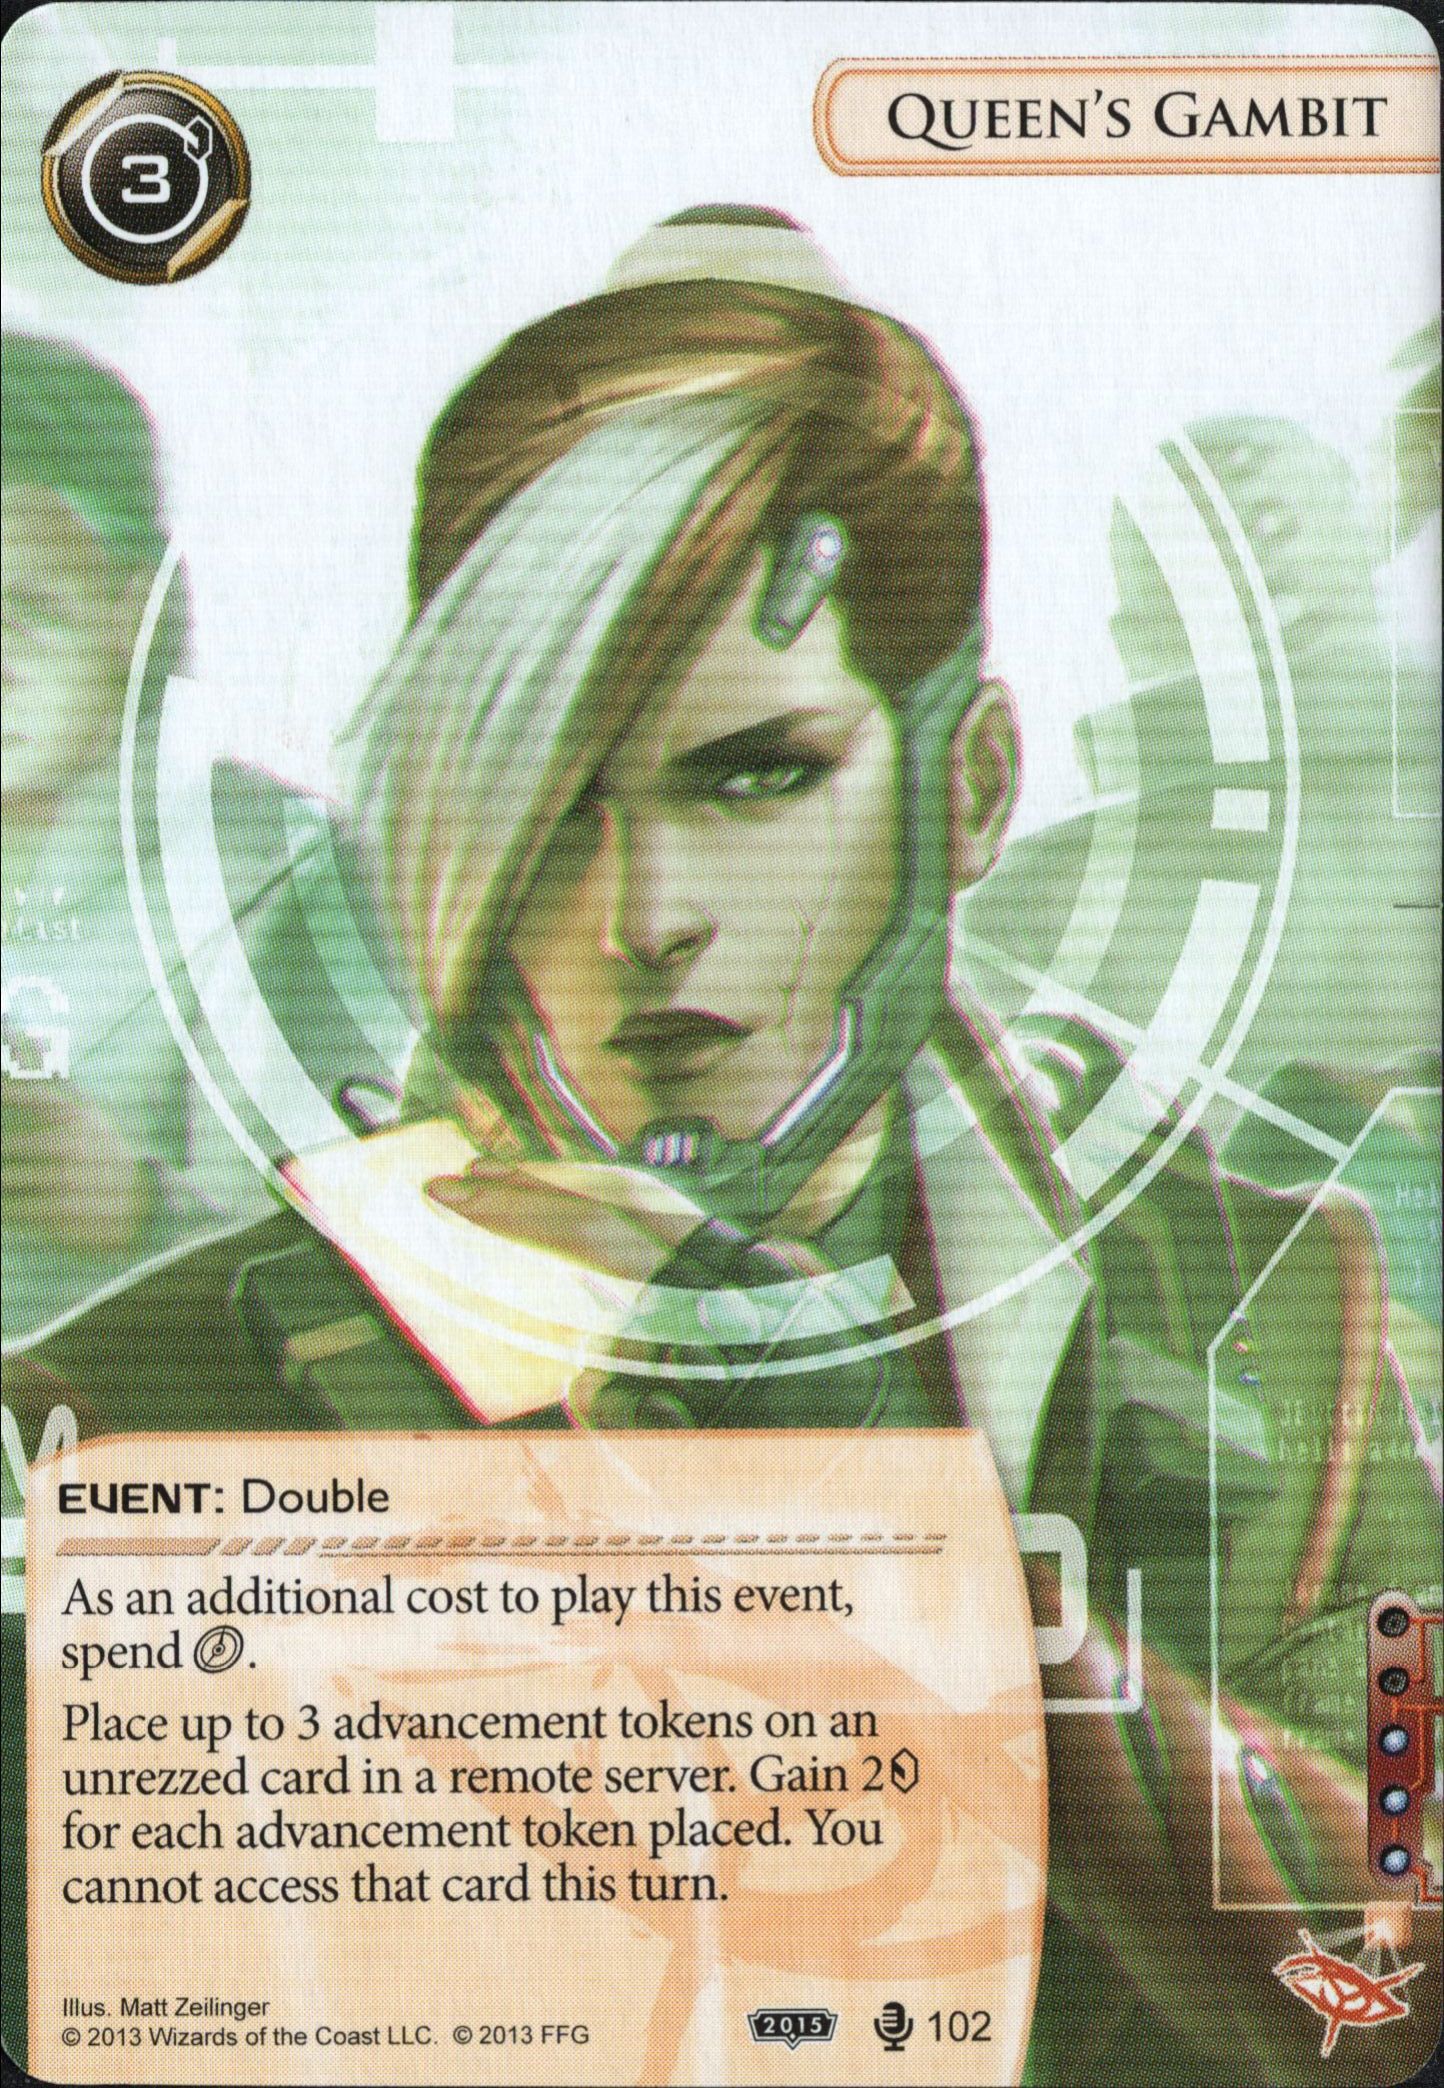 3
QUEEN'S GAMBIT
EVENT: Double
As an additional cost to play this event,
spend .
Place up to 3 advancement tokens on an
unrezzed card in a remote server. Gain 2
for each advancement token placed. You
cannot access that card this turn.
Illus. Matt Zeilinger
© 2013 Wizards of the Coast LLC. © 2013 FFG
2015
102